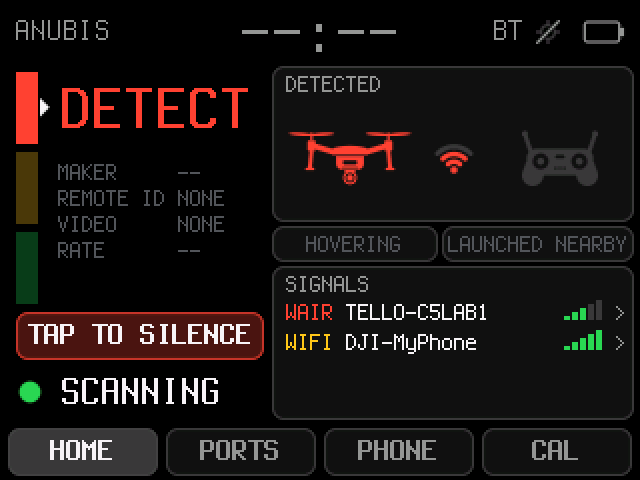 ANUBIS
--:--
BT
DETECT
MAKER --
REMOTE ID NONE
VIDEO NONE
RATE --
TAP TO SILENCE
SCANNING
DETECTED
HOVERING
LAUNCHED NEARBY
SIGNALS
WAIR TELLO-C5LAB1
WIFI DJI-MyPhone
HOME
PORTS
PHONE
CAL